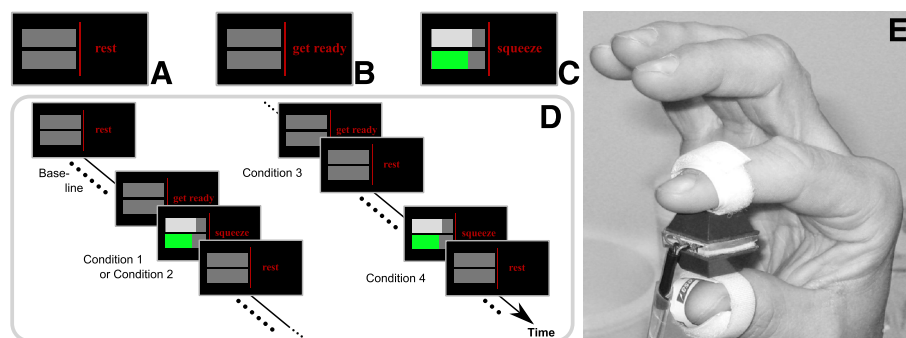 rest
A
get ready
B
squeeze
C
D
rest
Base-
line
get ready
squeeze
Condition 1
or Condition 2
rest
get ready
Condition 3
rest
squeeze
Condition 4
rest
Time
E